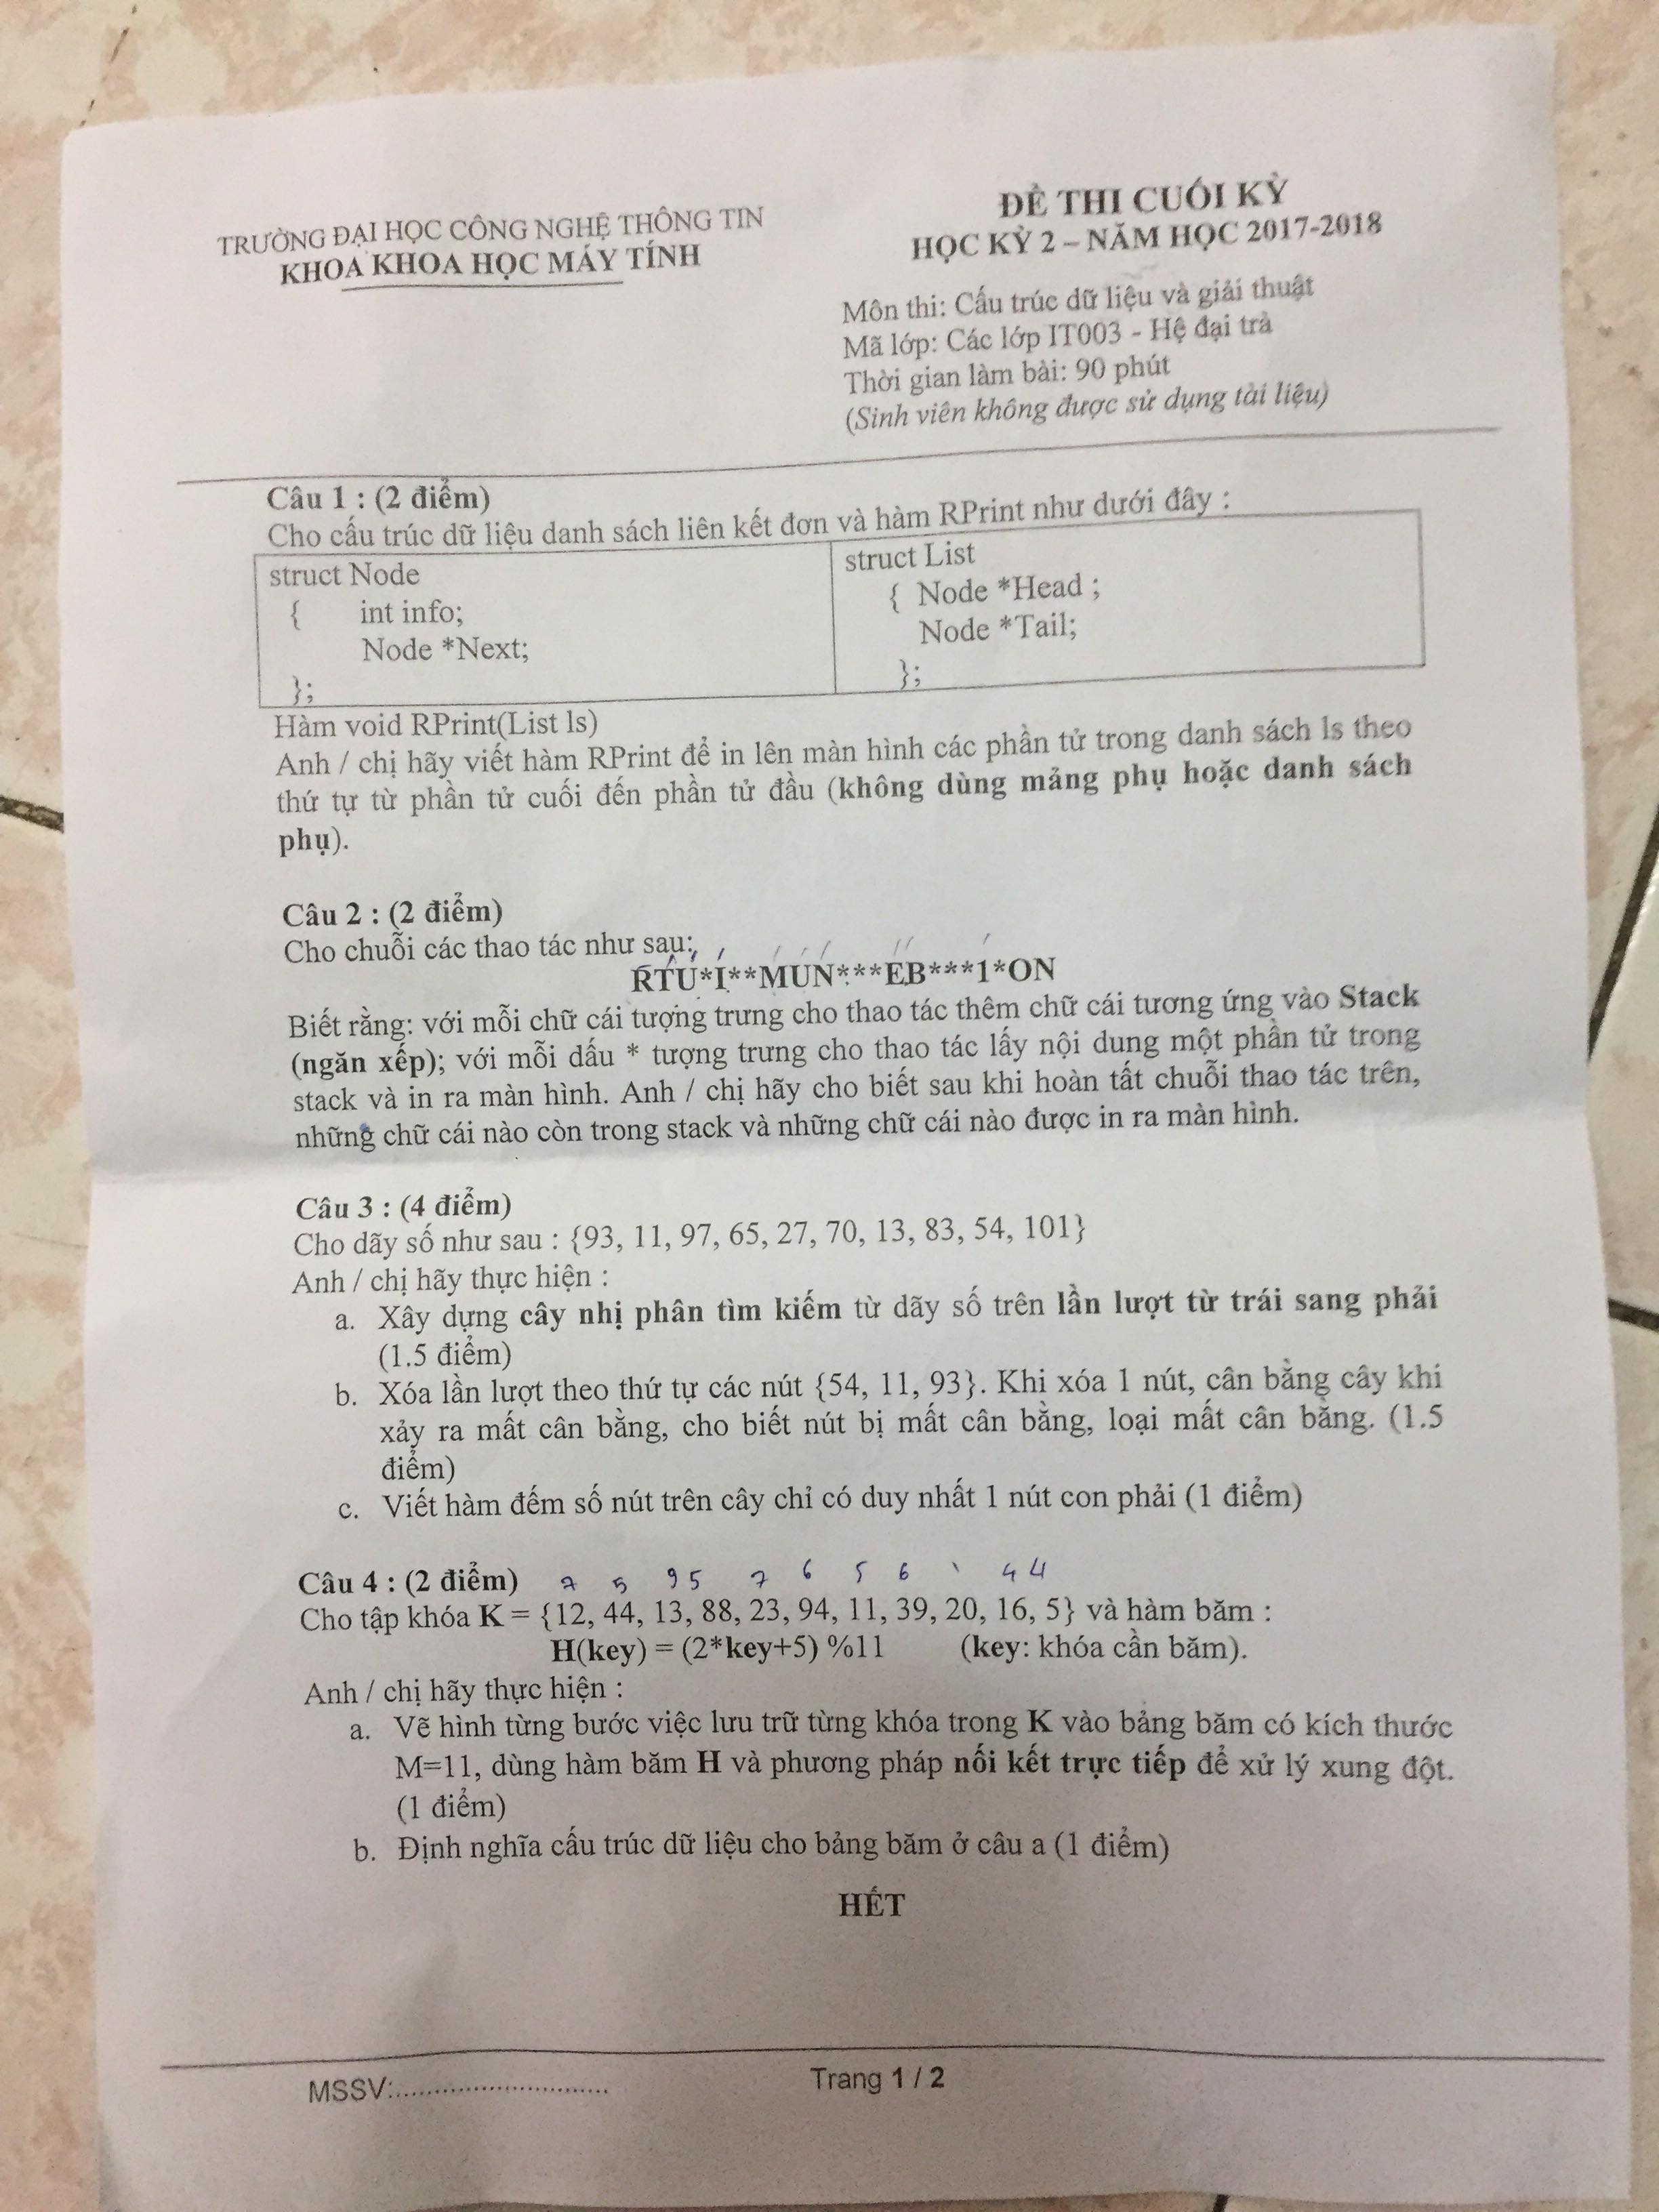 TRƯỜNG ĐẠI HỌC CÔNG NGHỆ THÔNG TIN
KHOA KHOA HỌC MÁY TÍNH
ĐỀ THI CUỐI KỲ
HỌC KỲ 2 – NĂM HỌC 2017-2018
Môn thi: Cấu trúc dữ liệu và giải thuật
Mã lớp: Các lớp IT003 - Hệ đại trà
Thời gian làm bài: 90 phút
(Sinh viên không được sử dụng tài liệu)
Câu 1 : (2 điểm)
Cho cấu trúc dữ liệu danh sách liên kết đơn và hàm RPrint như dưới đây :
struct Node
{ int info;
Node *Next;
};
struct List
{ Node *Head ;
Node *Tail;
};
Hàm void RPrint(List ls)
Anh / chị hãy viết hàm RPrint để in lên màn hình các phần tử trong danh sách ls theo
thứ tự từ phần tử cuối đến phần tử đầu (không dùng mảng phụ hoặc danh sách
phụ).
Câu 2 : (2 điểm)
Cho chuỗi các thao tác như sau:
RTU*I**MUN***EB***1*ON
Biết rằng: với mỗi chữ cái tượng trưng cho thao tác thêm chữ cái tương ứng vào Stack
(ngăn xếp); với mỗi dấu * tượng trưng cho thao tác lấy nội dung một phần tử trong
stack và in ra màn hình. Anh / chị hãy cho biết sau khi hoàn tất chuỗi thao tác trên,
những chữ cái nào còn trong stack và những chữ cái nào được in ra màn hình.
Câu 3 : (4 điểm)
Cho dãy số như sau : {93, 11, 97, 65, 27, 70, 13, 83, 54, 101}
Anh / chị hãy thực hiện :
a. Xây dựng cây nhị phân tìm kiếm từ dãy số trên lần lượt từ trái sang phải
(1.5 điểm)
b. Xóa lần lượt theo thứ tự các nút {54, 11, 93}. Khi xóa 1 nút, cân bằng cây khi
xảy ra mất cân bằng, cho biết nút bị mất cân bằng, loại mất cân bằng. (1.5
điểm)
c. Viết hàm đếm số nút trên cây chỉ có duy nhất 1 nút con phải (1 điểm)
7 5 9 5 7 6 5 6 1 4 4
Câu 4 : (2 điểm)
Cho tập khóa K = {12, 44, 13, 88, 23, 94, 11, 39, 20, 16, 5} và hàm băm :
H(key) = (2*key+5) %11 (key: khóa cần băm).
Anh / chị hãy thực hiện :
a. Vẽ hình từng bước việc lưu trữ từng khóa trong K vào bảng băm có kích thước
M=11, dùng hàm băm H và phương pháp nối kết trực tiếp để xử lý xung đột.
(1 điểm)
b. Định nghĩa cấu trúc dữ liệu cho bảng băm ở câu a (1 điểm)
HẾT
MSSV:............................
Trang 1 / 2